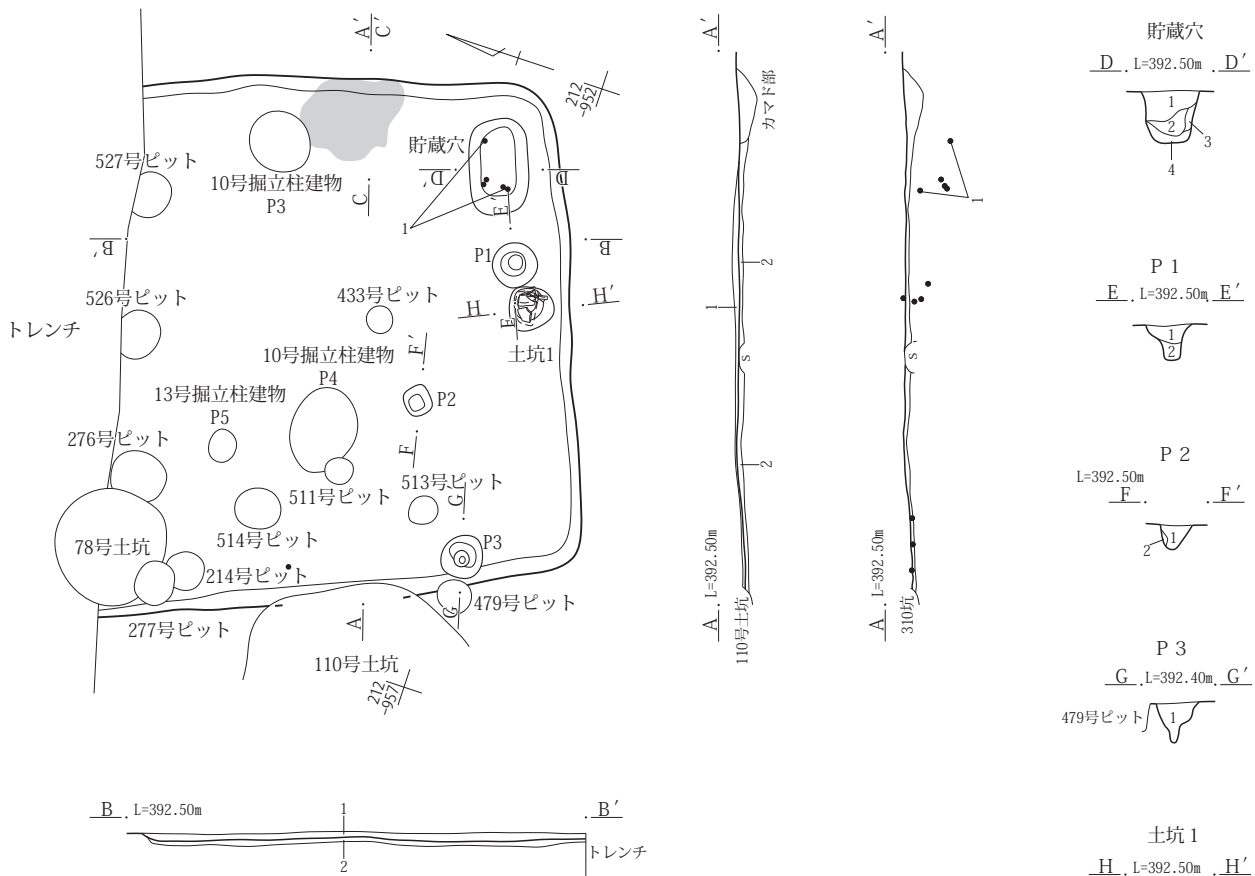 A′
C′
212
-952
貯蔵穴
527号ピット
10号掘立柱建物
P3
D′
D
C
E′
1
B′
B
P1
526号ピット
433号ピット
H
H′
E
トレンチ
土坑1
F′
10号掘立柱建物
P4
13号掘立柱建物
P5
P2
276号ピット
F
513号ピット
511号ピット
G′
514号ピット
78号土坑
P3
214号ピット
479号ピット
277号ピット
A
G
110号土坑
212
-957
A′
カマド部
2
1
s
2
A L=392.50m
110号土坑
A′
1
s
A L=392.50m
310坑
貯蔵穴
D L=392.50m D′
1
2
3
4
P 1
E L=392.50m E′
1
2
P 2
L=392.50m
F F′
2
1
P 3
G L=392.40m G′
479号ピット
1
B L=392.50m B′
1
トレンチ
2
土坑 1
H L=392.50m H′